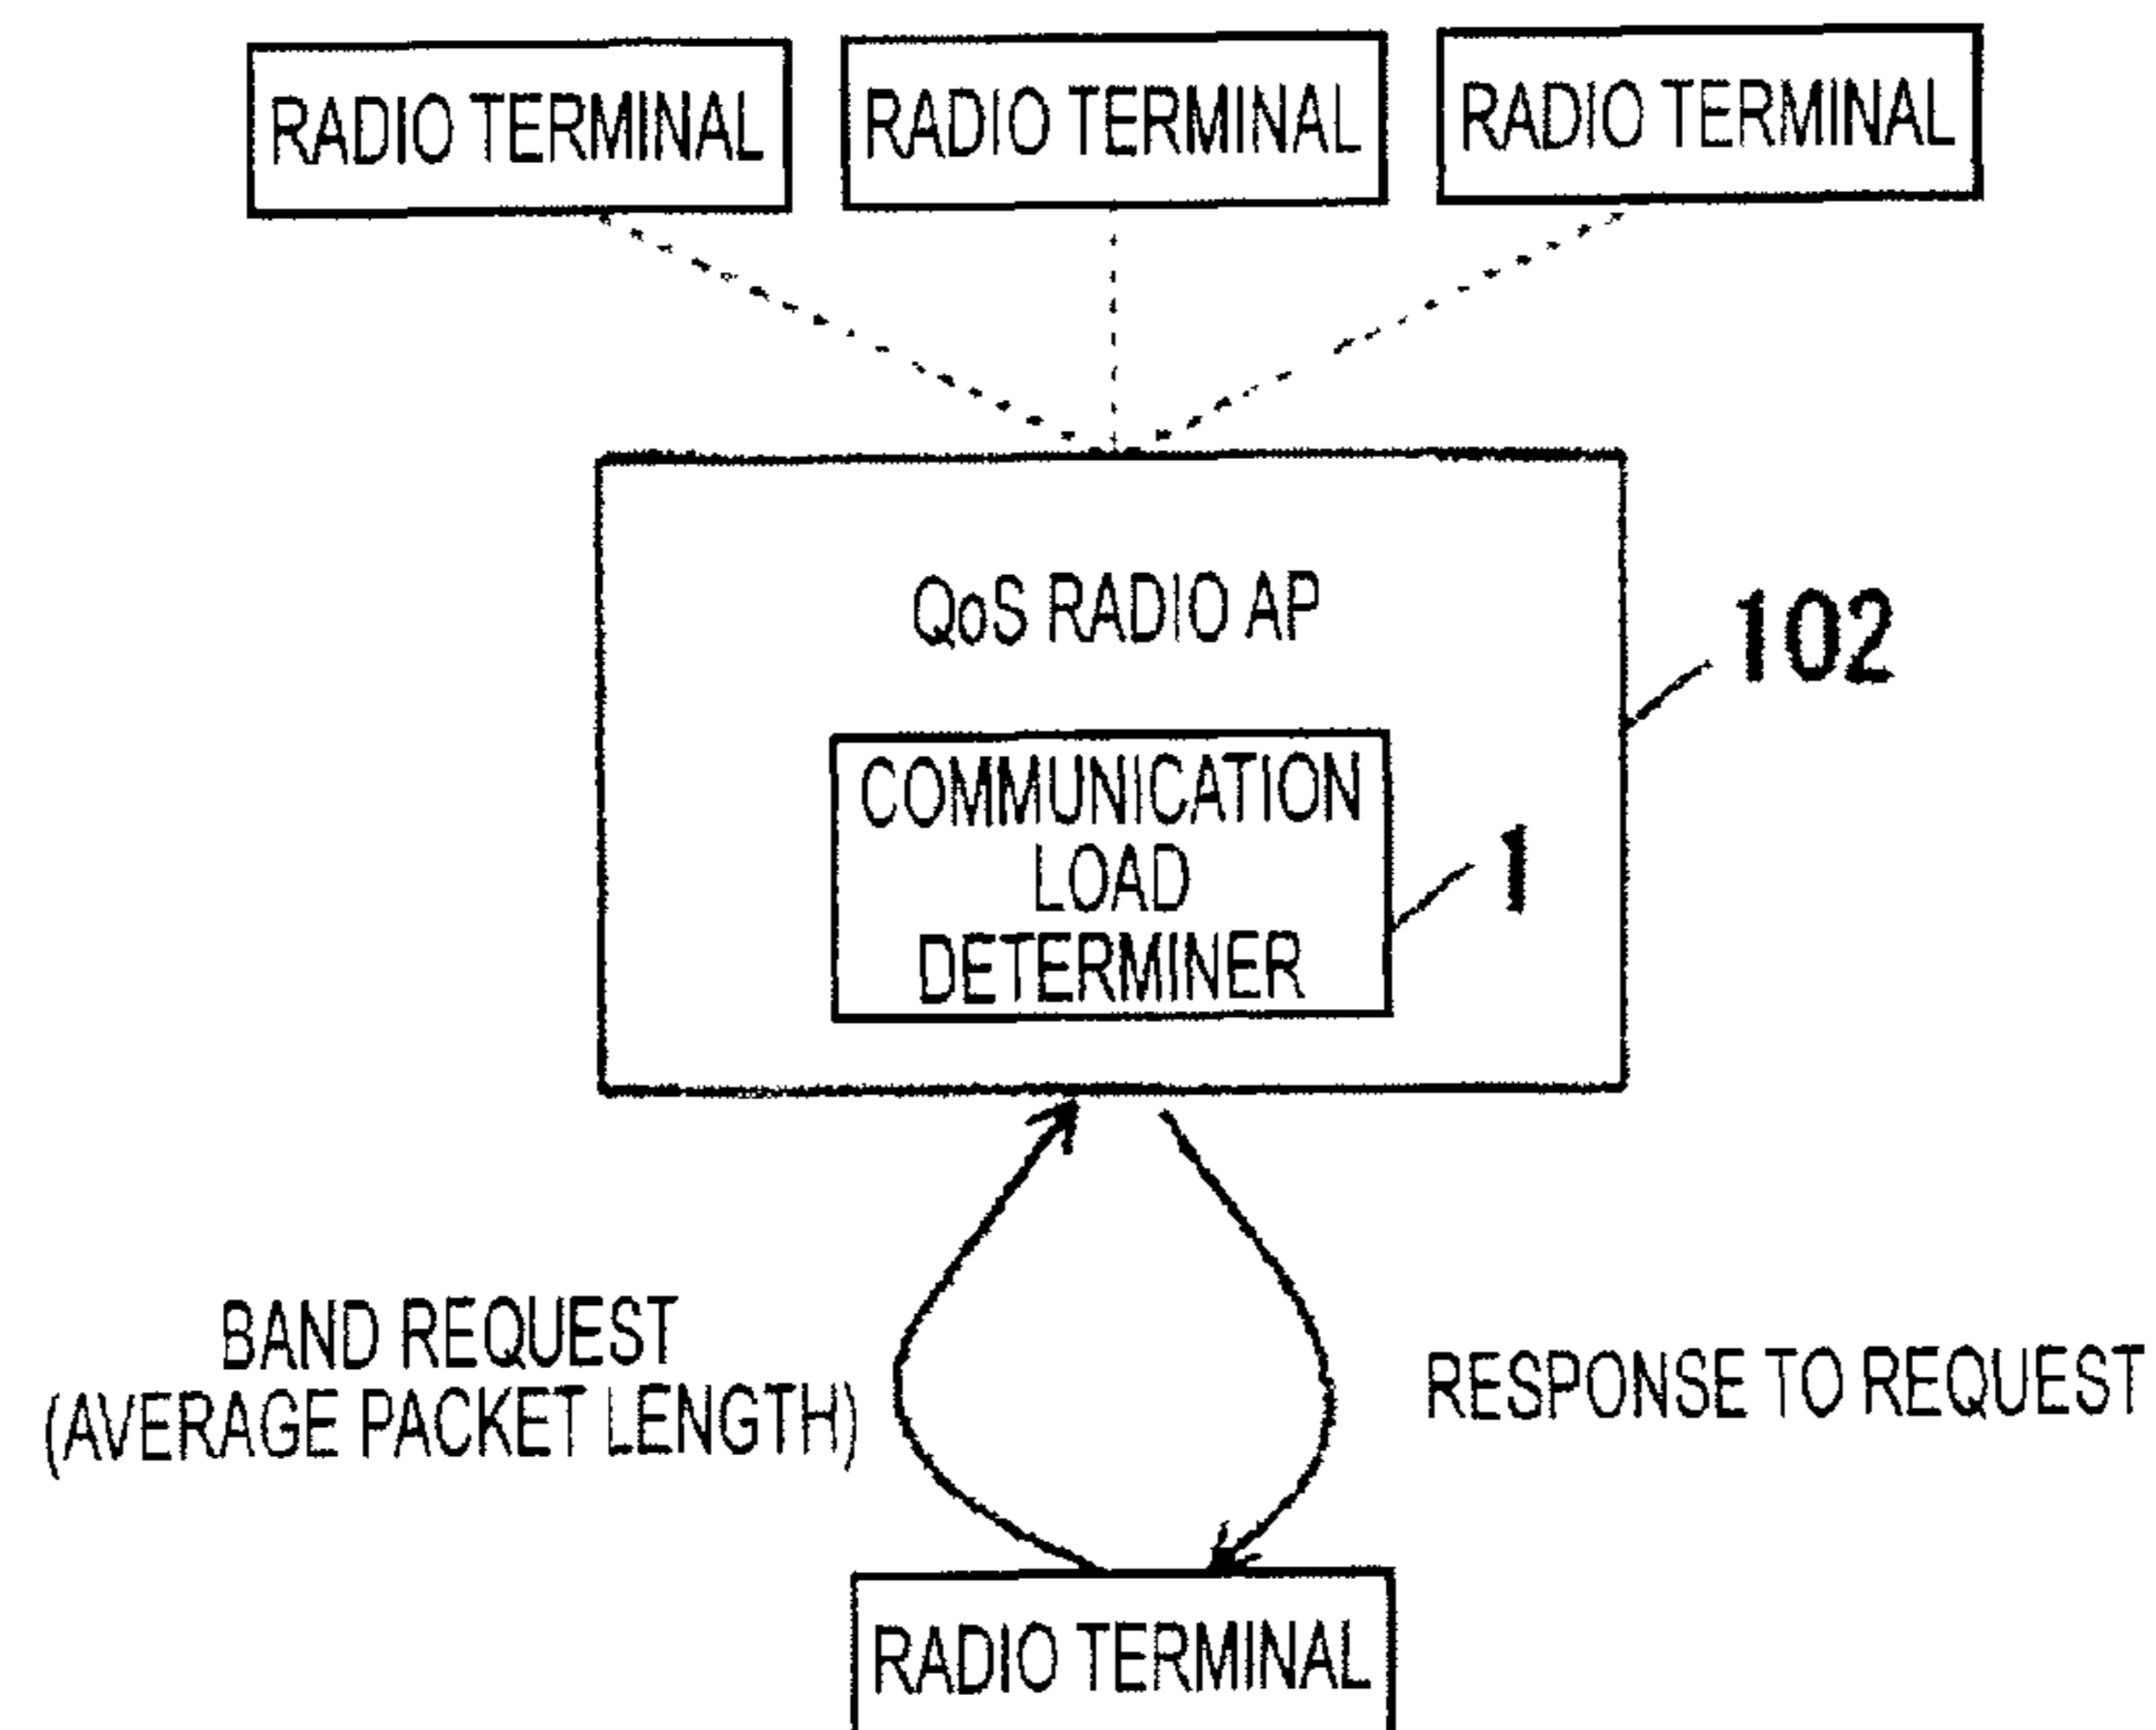 RADIO TERMINAL
RADIO TERMINAL
RADIO TERMINAL
QoS RADIO AP
102
COMMUNICATION
LOAD
DETERMINER
1
BAND REQUEST
(AVERAGE PACKET LENGTH)
RESPONSE TO REQUEST
RADIO TERMINAL